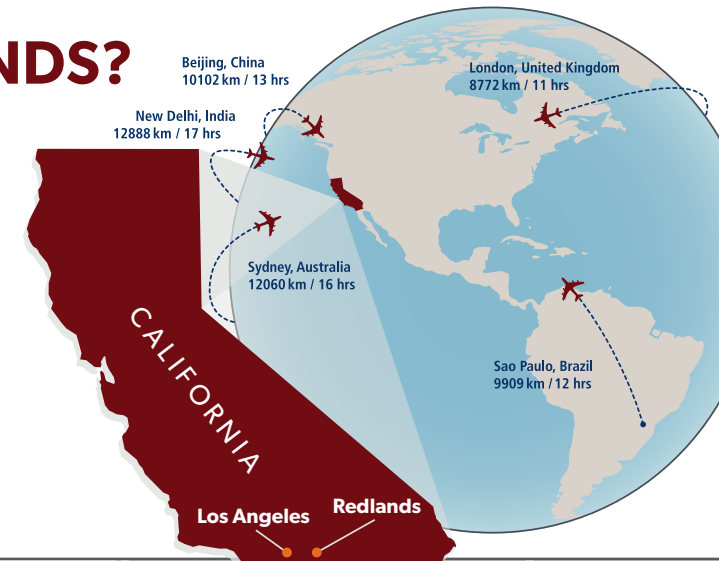 NDS?
Beijing, China
10102 km / 13 hrs
London, United Kingdom
8772 km / 11 hrs
New Delhi, India
12888 km / 17 hrs
Sydney, Australia
12060 km / 16 hrs
Sao Paulo, Brazil
9909 km / 12 hrs
CALIFORNIA
Los Angeles
Redlands